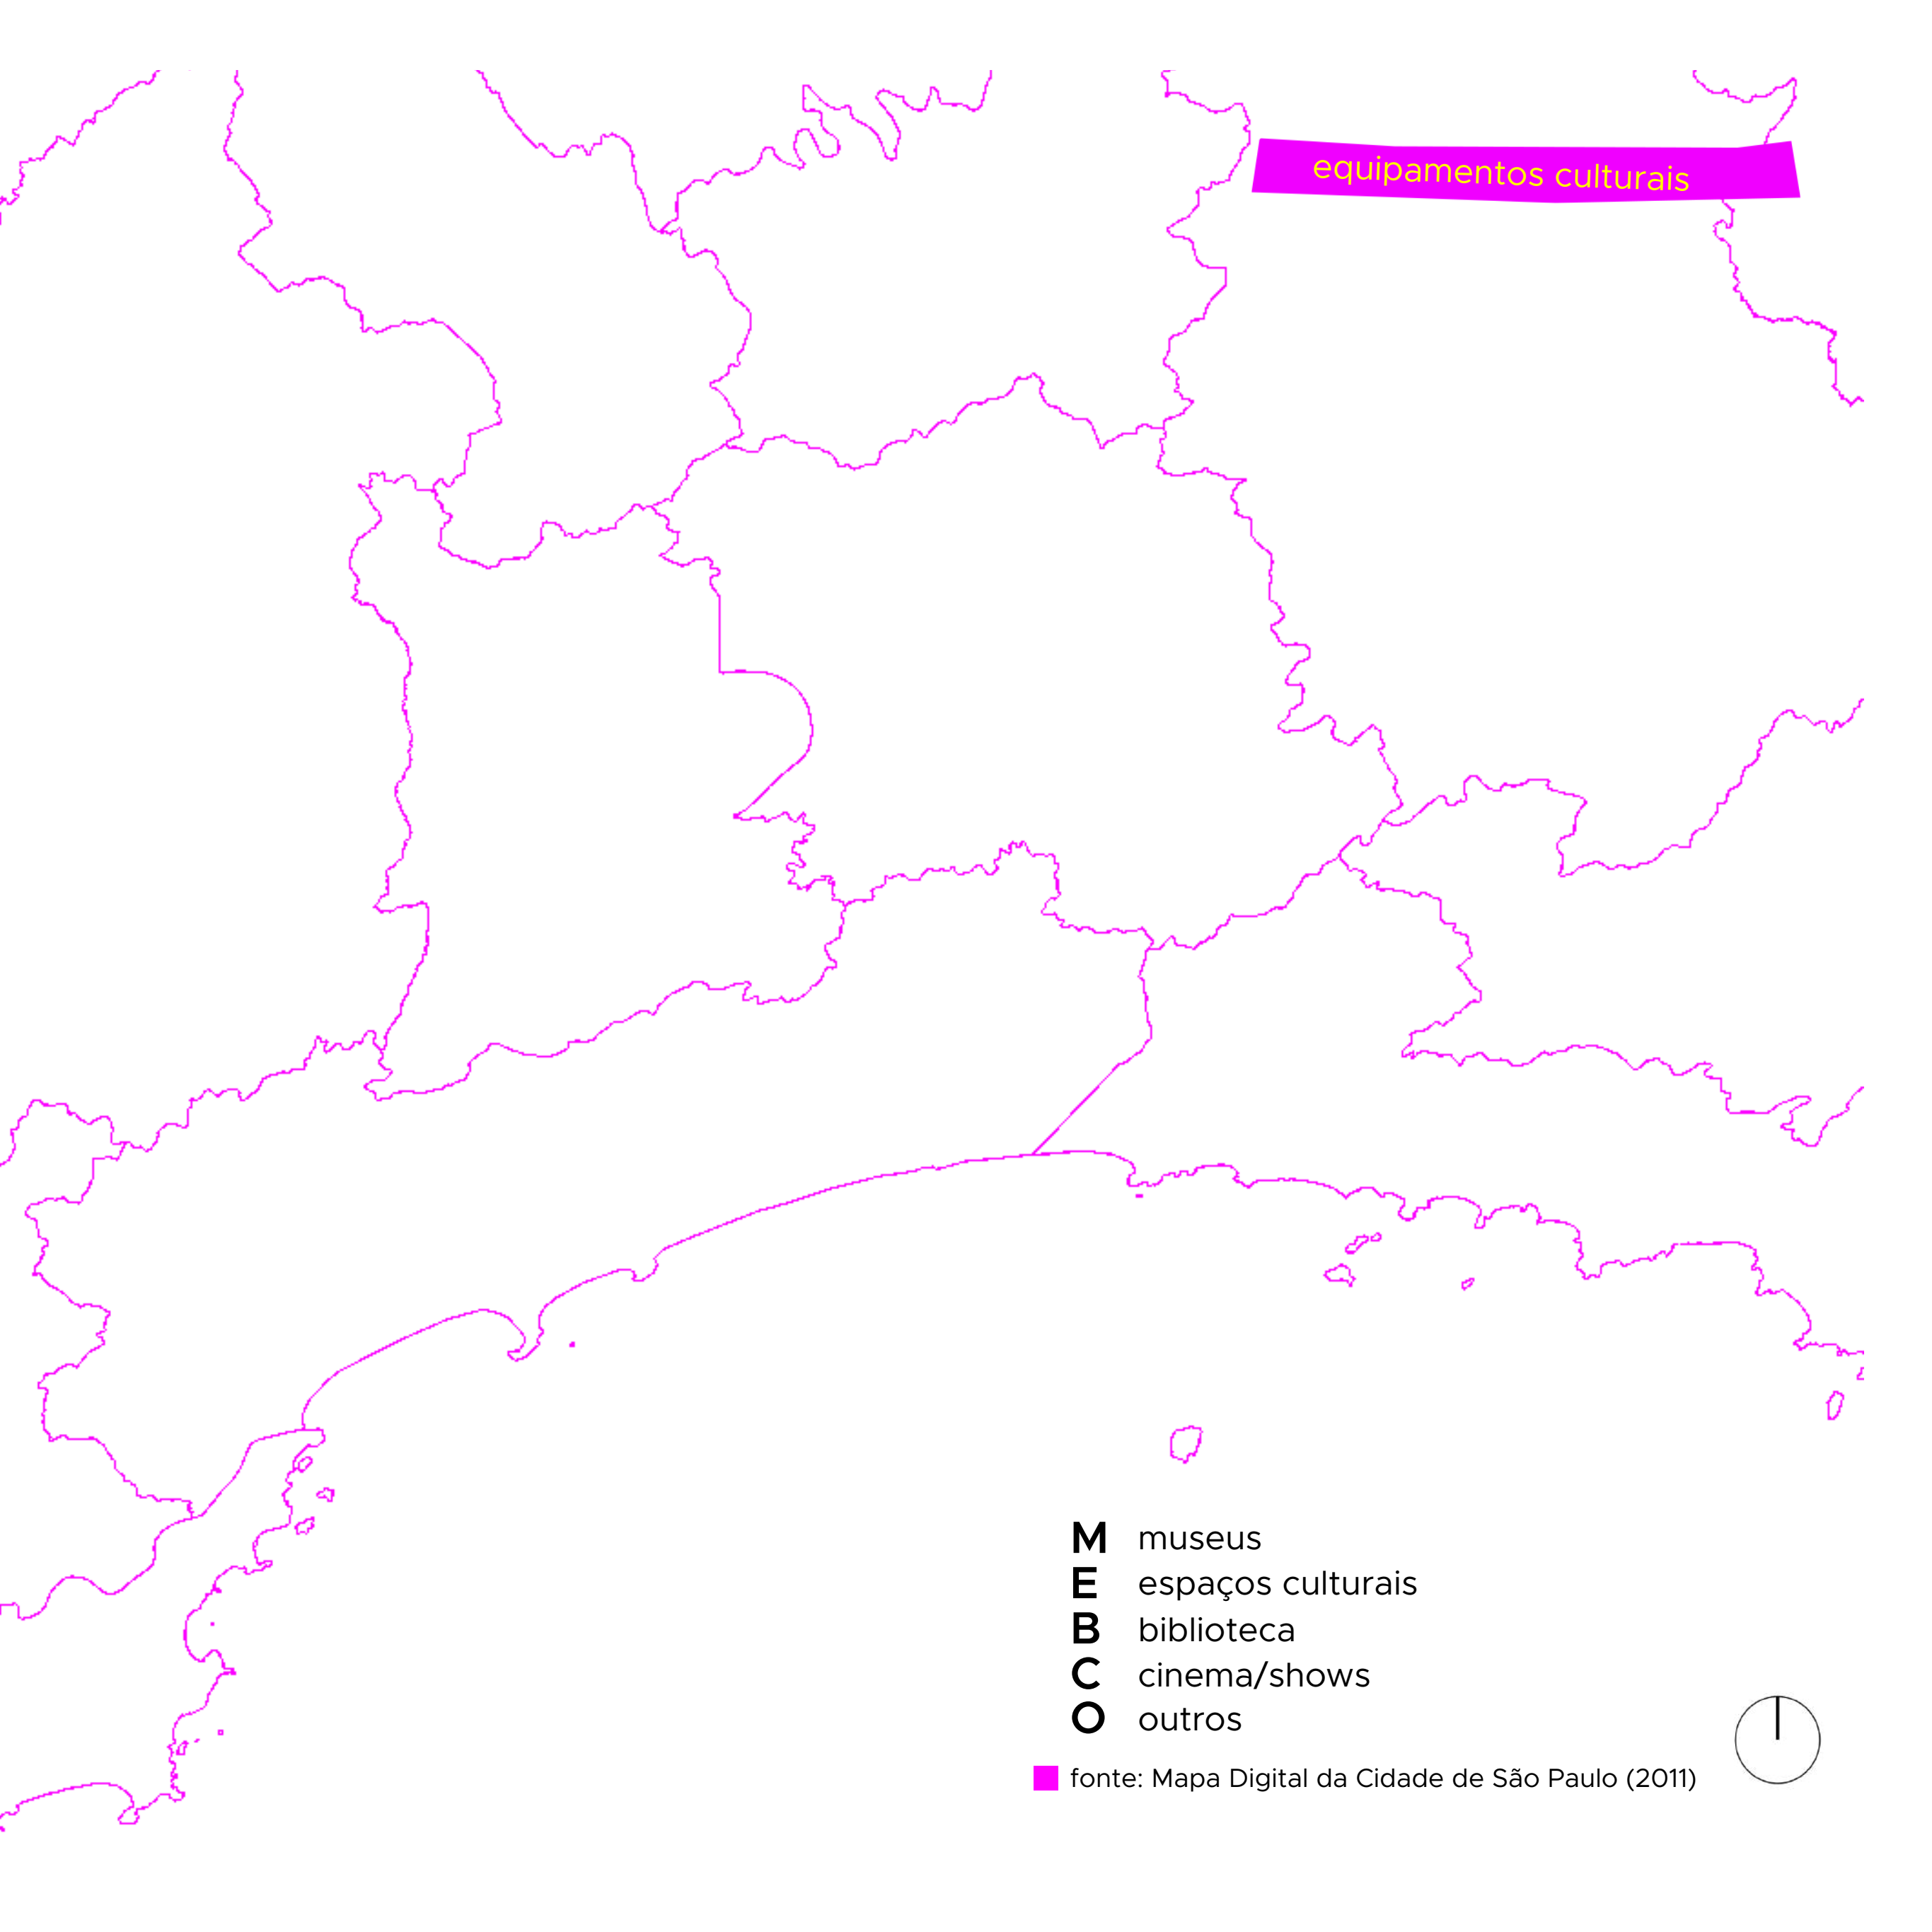 equipamentos culturais
M museus
E espaços culturais
B biblioteca
C cinema/shows
O outros
fonte: Mapa Digital da Cidade de São Paulo (2011)